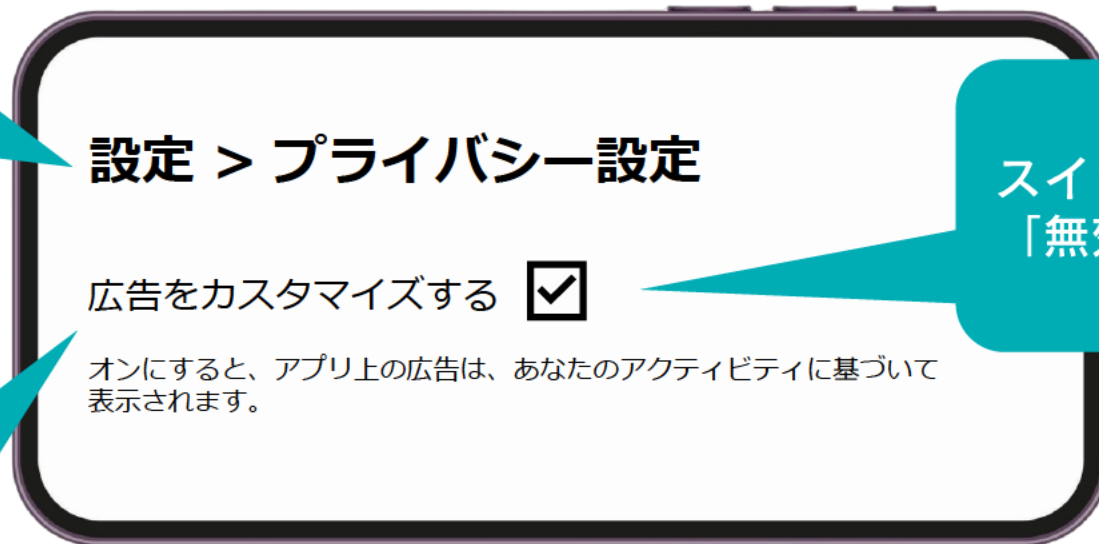 設定 > プライバシー設定
スイ
「無
広告をカスタマイズする
オンにすると、アプリ上の広告は、あなたのアクティビティに基づいて
表示されます。